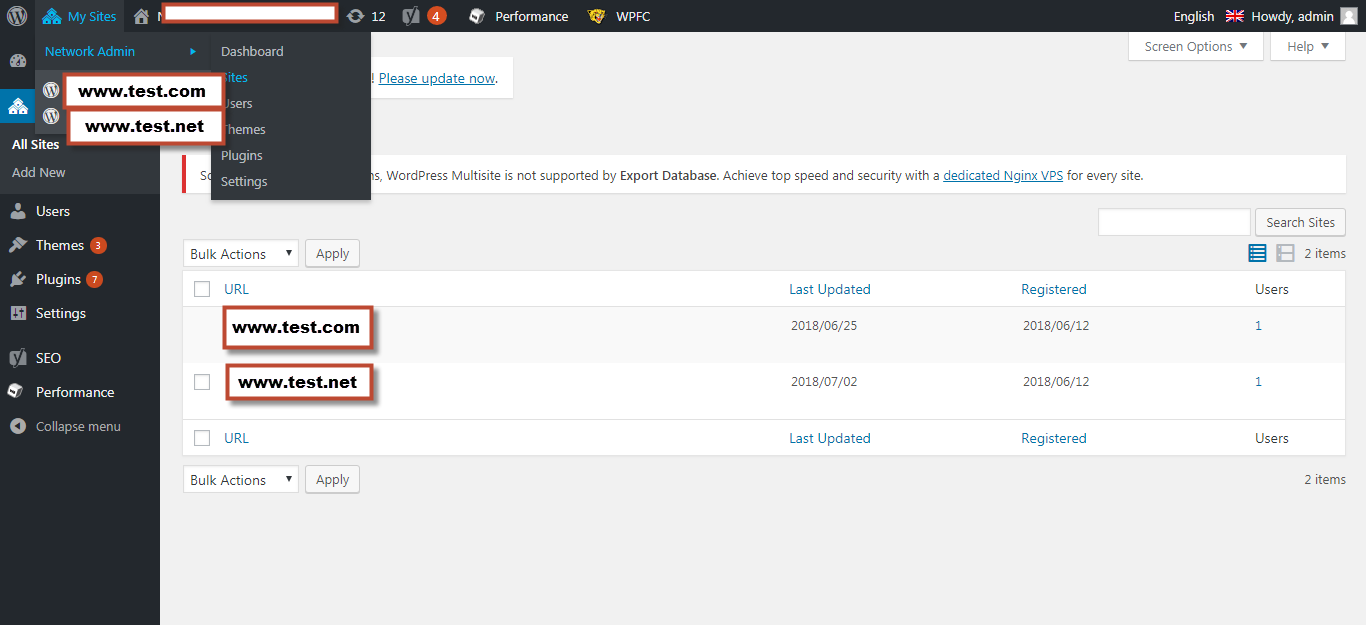 My Sites
12
4
Performance
WPFC
English
Howdy, admin
Network Admin
www.test.com
www.test.net
Dashboard
Sites
Users
Themes
Plugins
Settings
Screen Options
Help
! Please update now.
All Sites
Add New
Users
Themes 3
Plugins 7
Settings
SEO
Performance
Collapse menu
WordPress Multisite is not supported by Export Database. Achieve top speed and security with a dedicated Nginx VPS for every site.
Search Sites
Bulk Actions
Apply
2 items
URL Last Updated Registered Users
www.test.com 2018/06/25 2018/06/12 1
www.test.net 2018/07/02 2018/06/12 1
URL Last Updated Registered Users
Bulk Actions
Apply
2 items